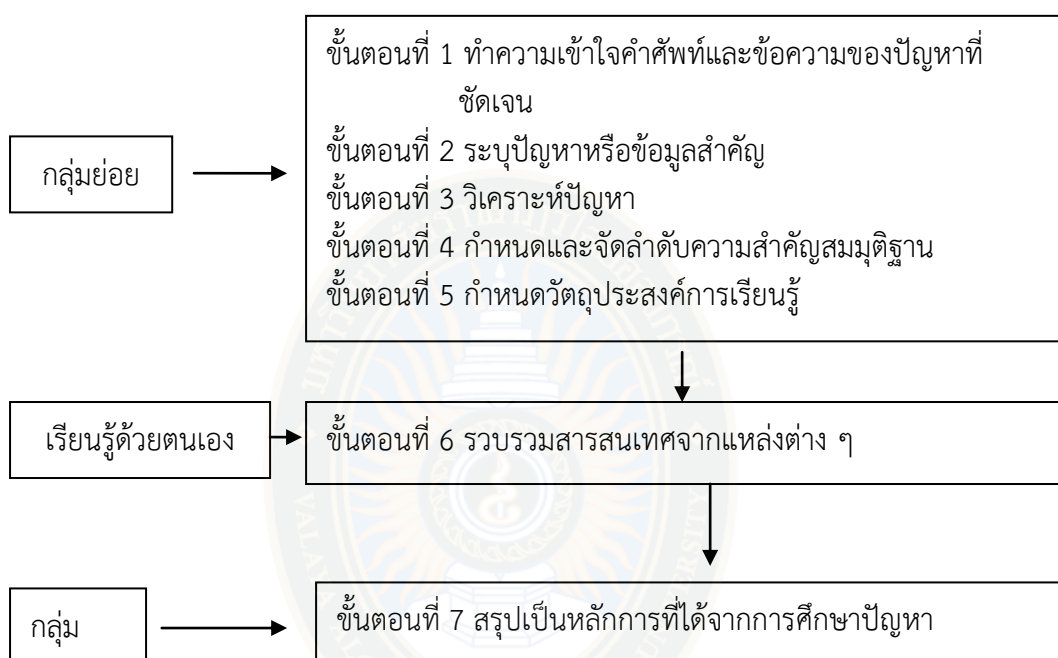 ขั้นตอนที่ 1 ทำความเข้าใจคำศัพท์และข้อความของปัญหาที่
ชัดเจน
กลุ่มย่อย
ขั้นตอนที่ 2 ระบุปัญหาหรือข้อมูลสำคัญ
ขั้นตอนที่ 3 วิเคราะห์ปัญหา
ขั้นตอนที่ 4 กำหนดและจัดลำดับความสำคัญสมมุติฐาน
ขั้นตอนที่ 5 กำหนดวัตถุประสงค์การเรียนรู้
เรียนรู้ด้วยตนเอง
ขั้นตอนที่ 6 รวบรวมสารสนเทศจากแหล่งต่าง ๆ
กลุ่ม
ขั้นตอนที่ 7 สรุปเป็นหลักการที่ได้จากการศึกษาปัญหา